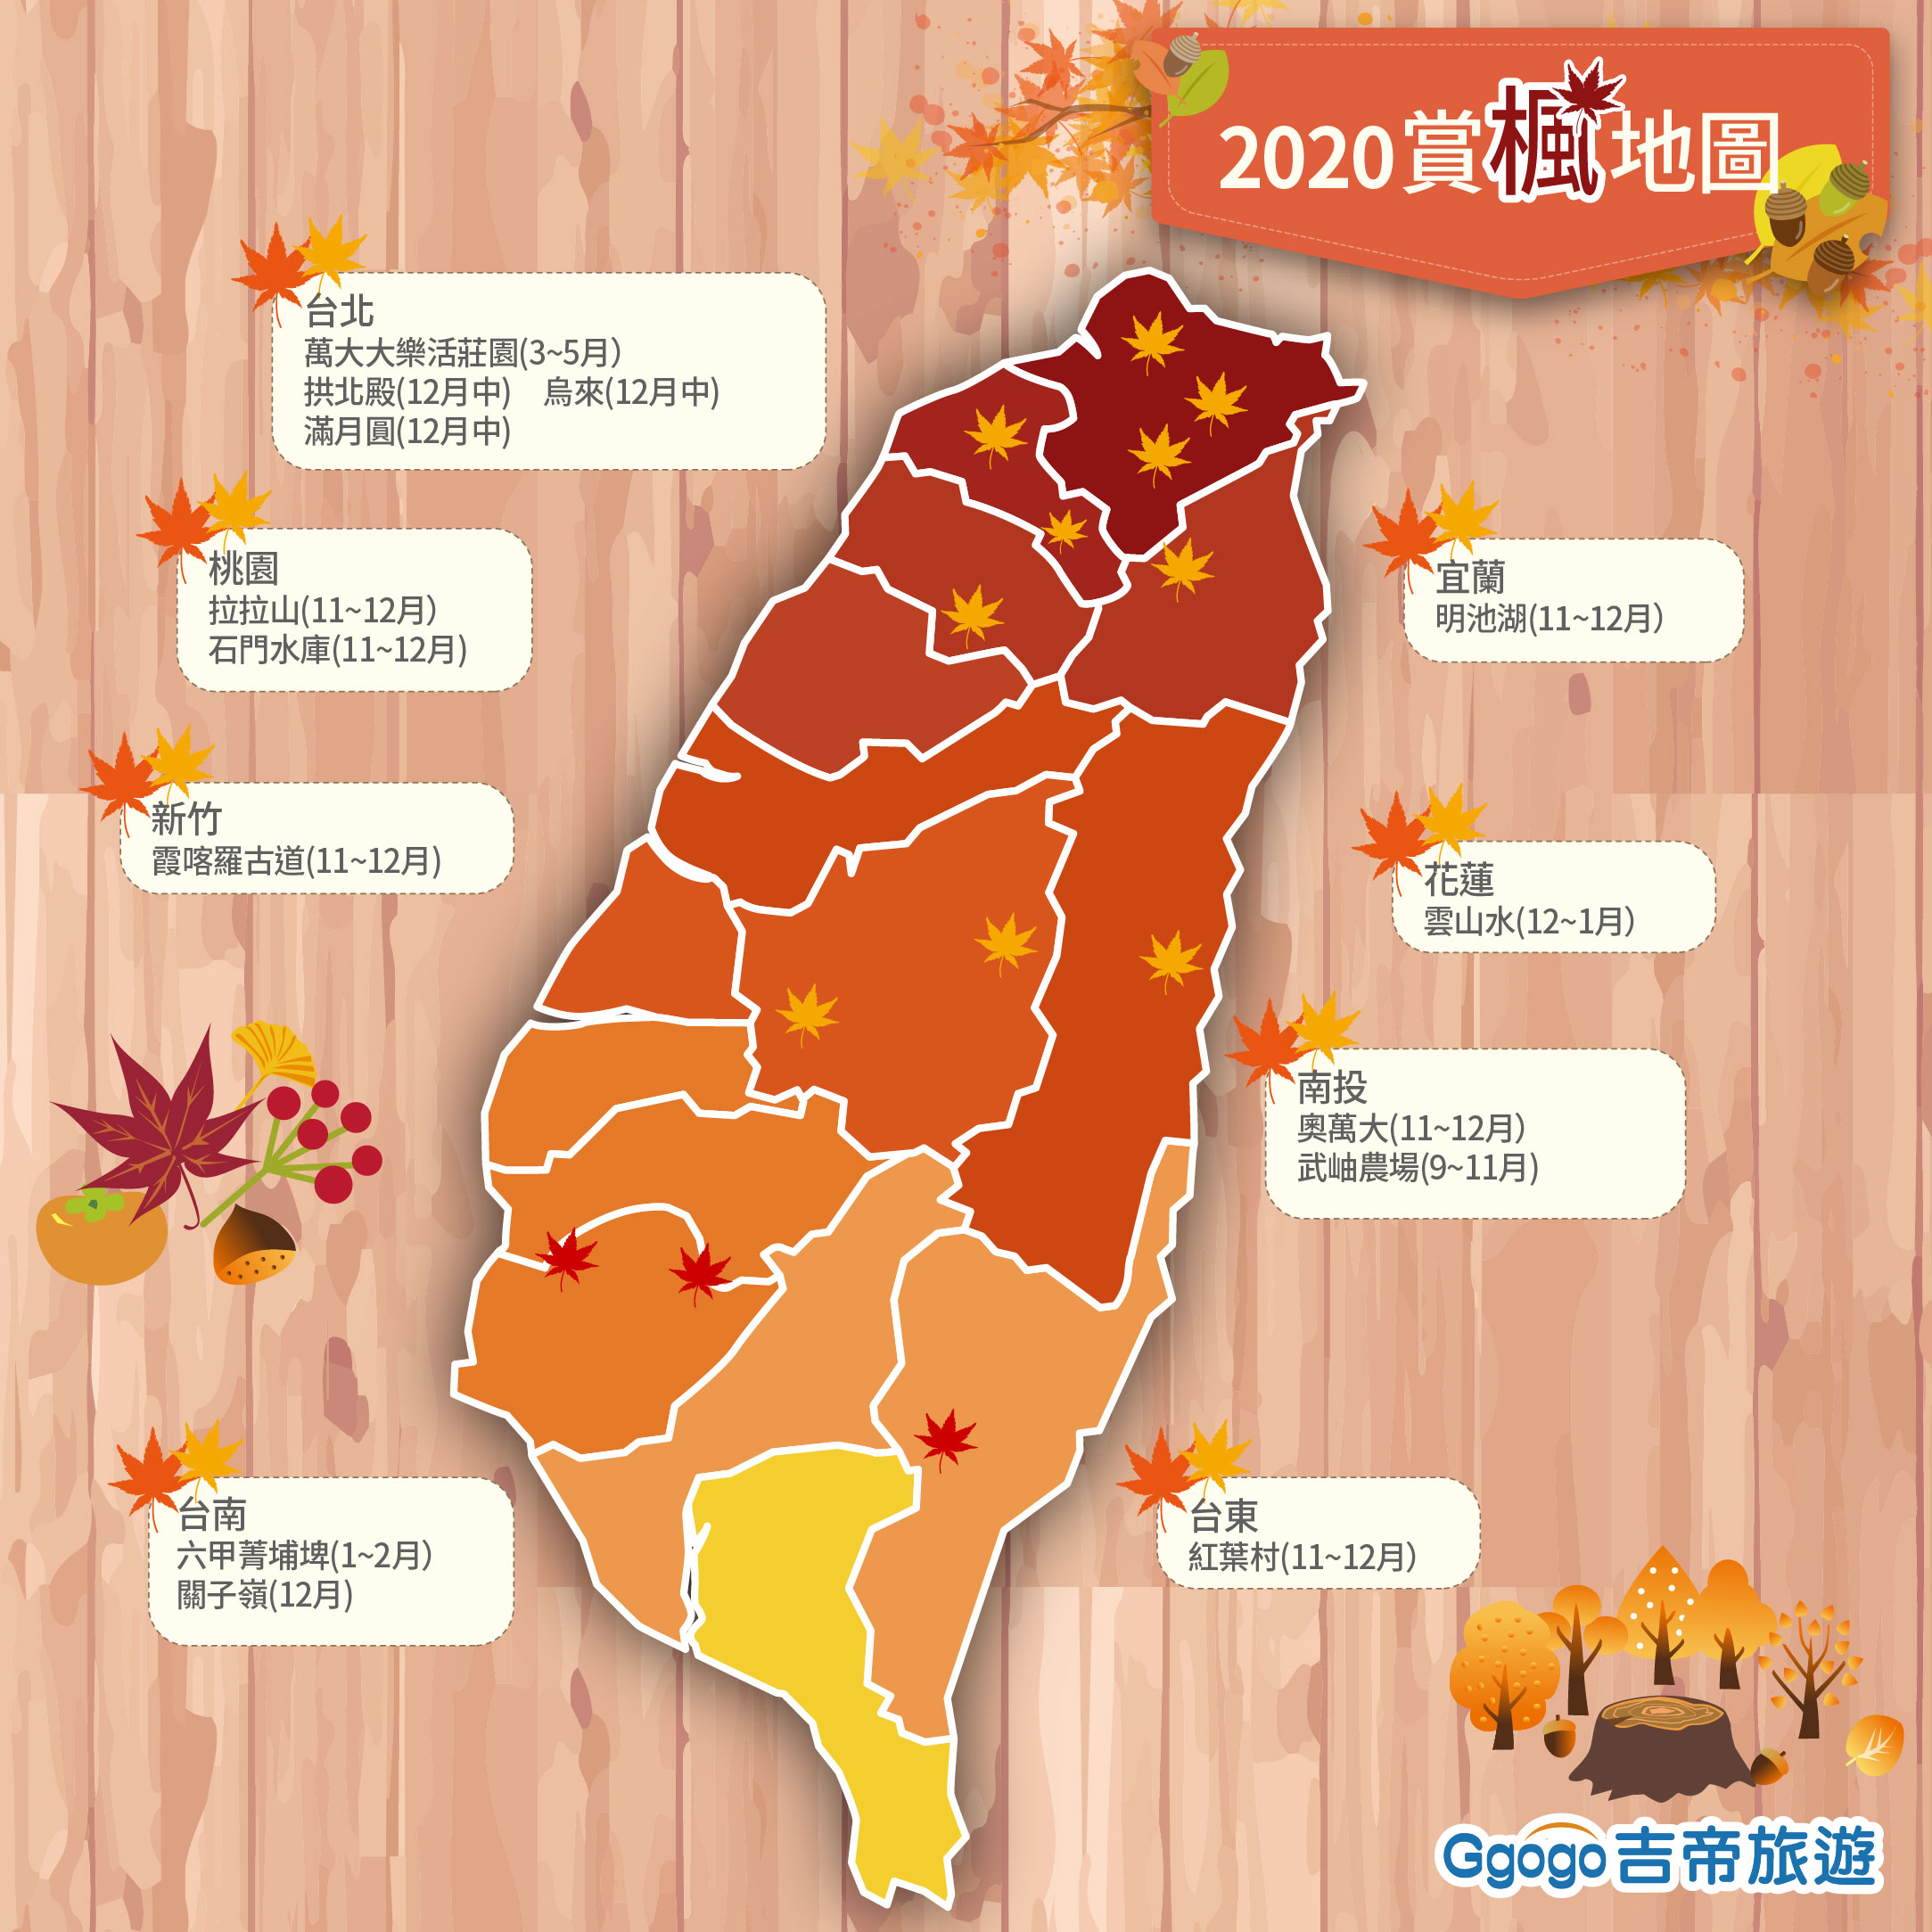 2020賞楓地圖
台北
萬大大樂活莊園(3~5月)
拱北殿(12月中) 烏來(12月中)
滿月圓(12月中)
桃園
拉拉山(11~12月)
石門水庫(11~12月)
新竹
霞喀羅古道(11~12月)
宜蘭
明池湖(11~12月)
花蓮
雲山水(12~1月)
南投
奧萬大(11~12月)
武岫農場(9~11月)
台南
六甲菁埔埤(1~2月)
關子嶺(12月)
台東
紅葉村(11~12月)
Ggogo吉帝旅遊